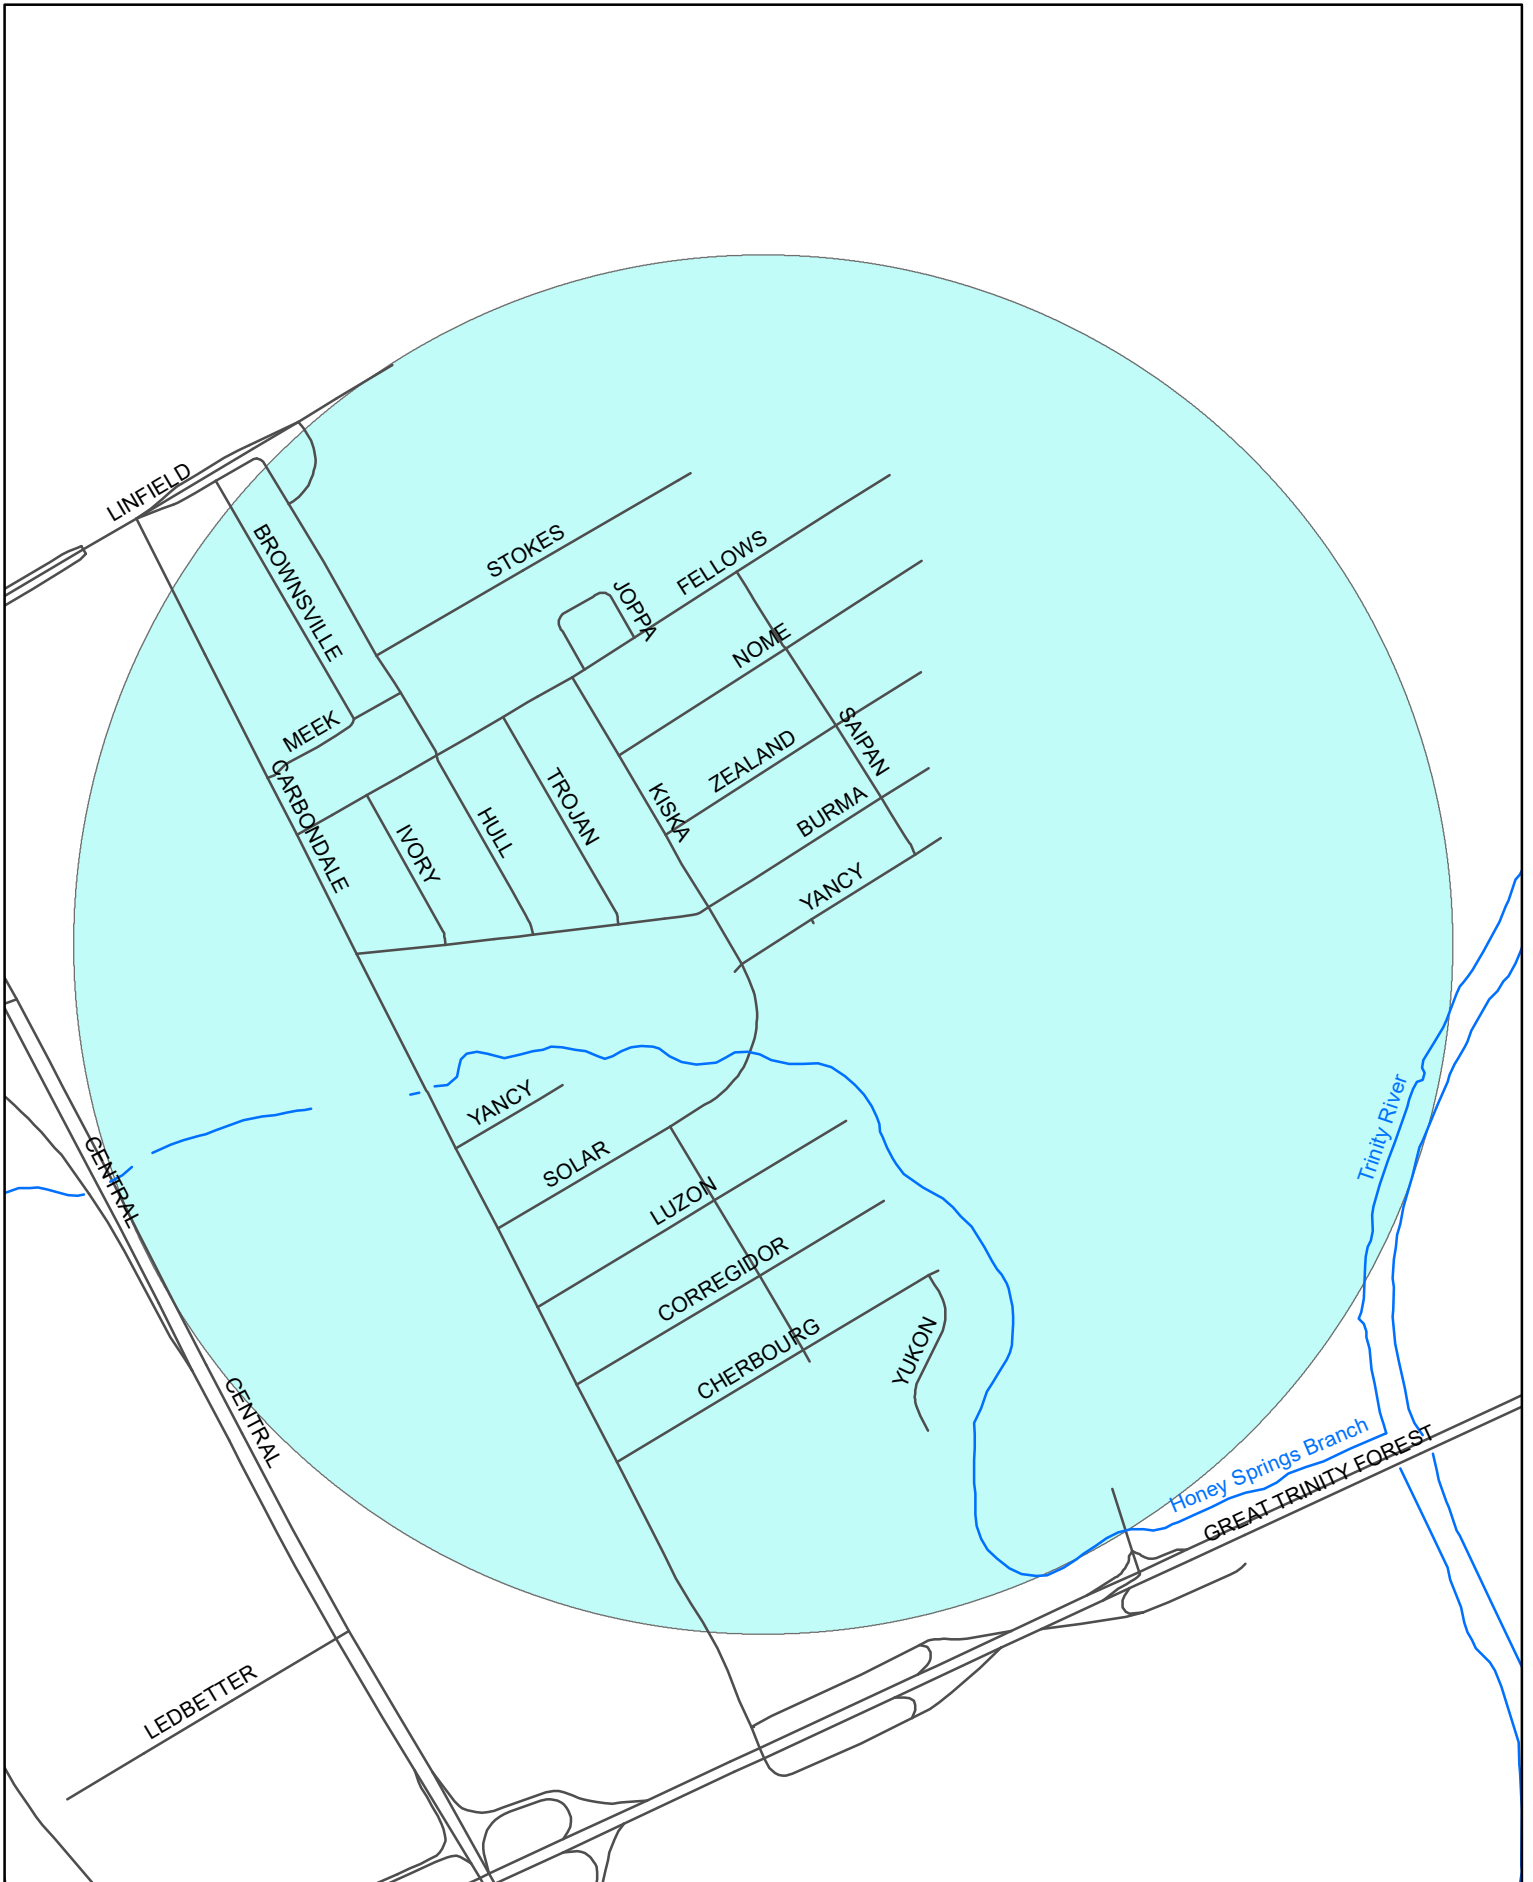 LINFIELD
BROWNSVILLE
STOKES
FELLOWS
JOPPA
NOME
MEEK
SAIPAN
ZEALAND
CARBONDALE
TROJAN
KISKA
HULL
BURMA
IVORY
YANCY
YANCY
Trinity River
CENTRAL
SOLAR
LUZON
CORREGIDOR
CHERBOURG
YUKON
CENTRAL
Honey Springs Branch
GREAT TRINITY FOREST
LEDBETTER